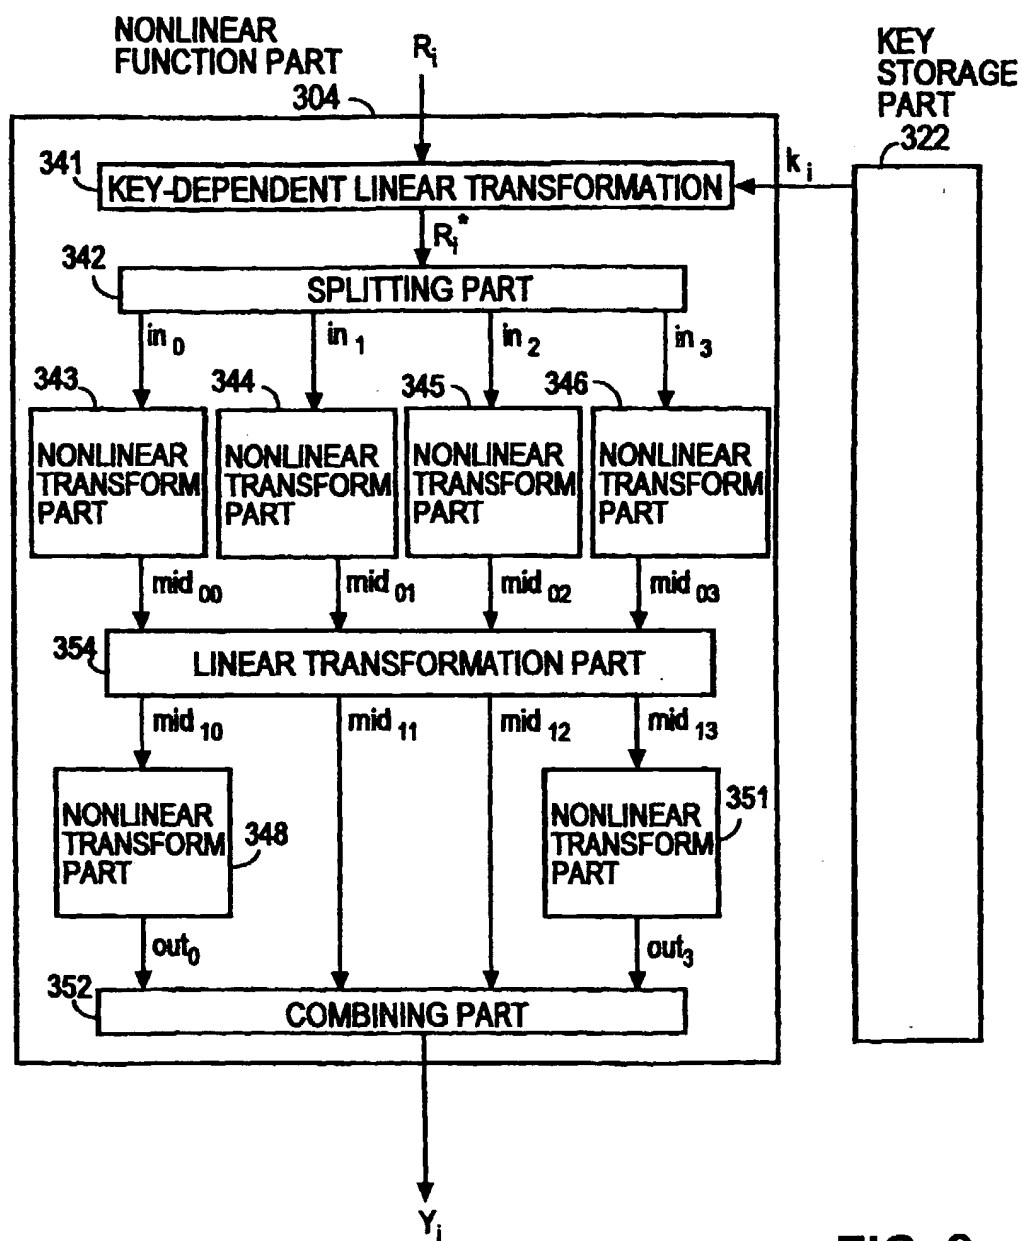 NONLINEAR
FUNCTION PART
304
R_i
KEY
STORAGE
PART
322
341
KEY-DEPENDENT LINEAR TRANSFORMATION
k_i
R_i*
342
SPLITTING PART
in_0
in_1
in_2
in_3
343
344
345
346
NONLINEAR
TRANSFORM
PART
NONLINEAR
TRANSFORM
PART
NONLINEAR
TRANSFORM
PART
NONLINEAR
TRANSFORM
PART
mid_00
mid_01
mid_02
mid_03
354
LINEAR TRANSFORMATION PART
mid_10
mid_11
mid_12
mid_13
NONLINEAR
TRANSFORM
PART
348
NONLINEAR
TRANSFORM
PART
351
out_0
out_3
352
COMBINING PART
Y_i